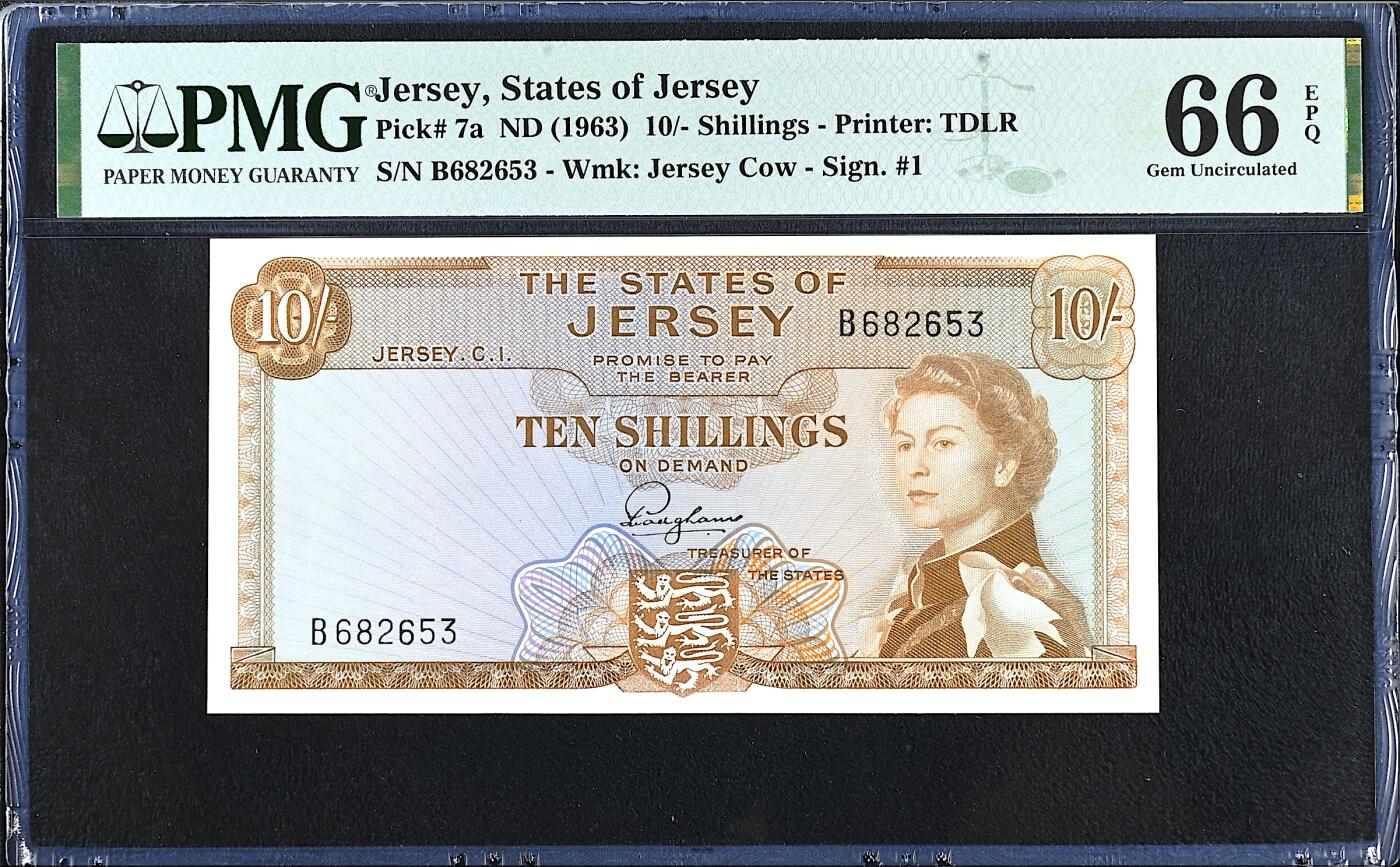 PMG®
PAPER MONEY GUARANTY
Jersey, States of Jersey
Pick# 7a ND (1963) 10/- Shillings - Printer: TDLR
S/N B682653 - Wmk: Jersey Cow - Sign. #1
66
EPQ
Gem Uncirculated
10/-
THE STATES OF
JERSEY
B682653
10/-
JERSEY. C.I.
PROMISE TO PAY
THE BEARER
TEN SHILLINGS
ON DEMAND
TREASURER OF
THE STATES
B682653